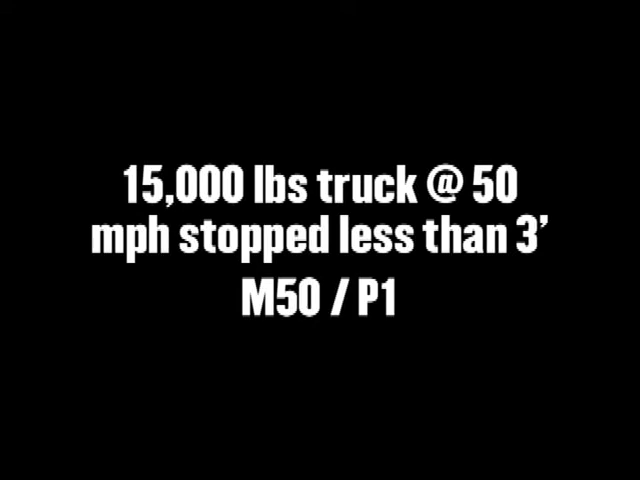 15,000 lbs truck @ 50
mph stopped less than 3’
M50 / P1